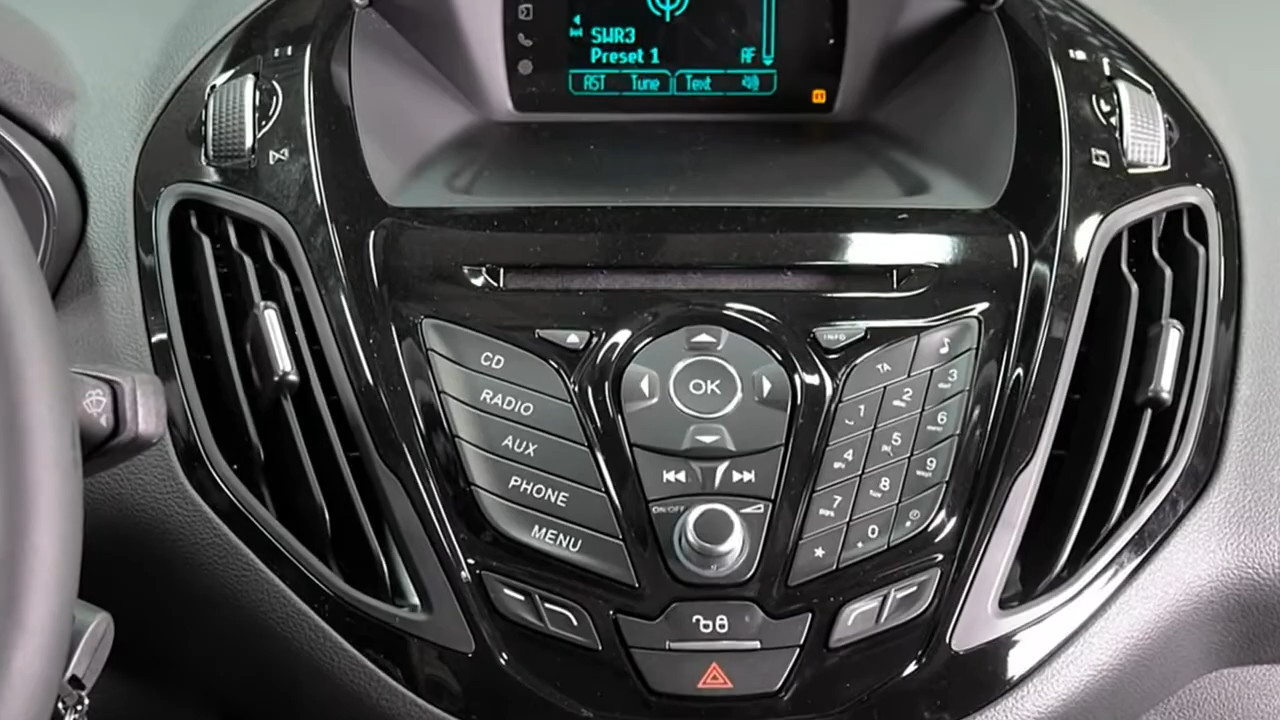 SWR3
Preset 1
AF
AST Tune Text
CD
RADIO
AUX
PHONE
MENU
INFO
OK
ON/OFF
TA
1 2 3
4 5 6
7 8 9
* 0